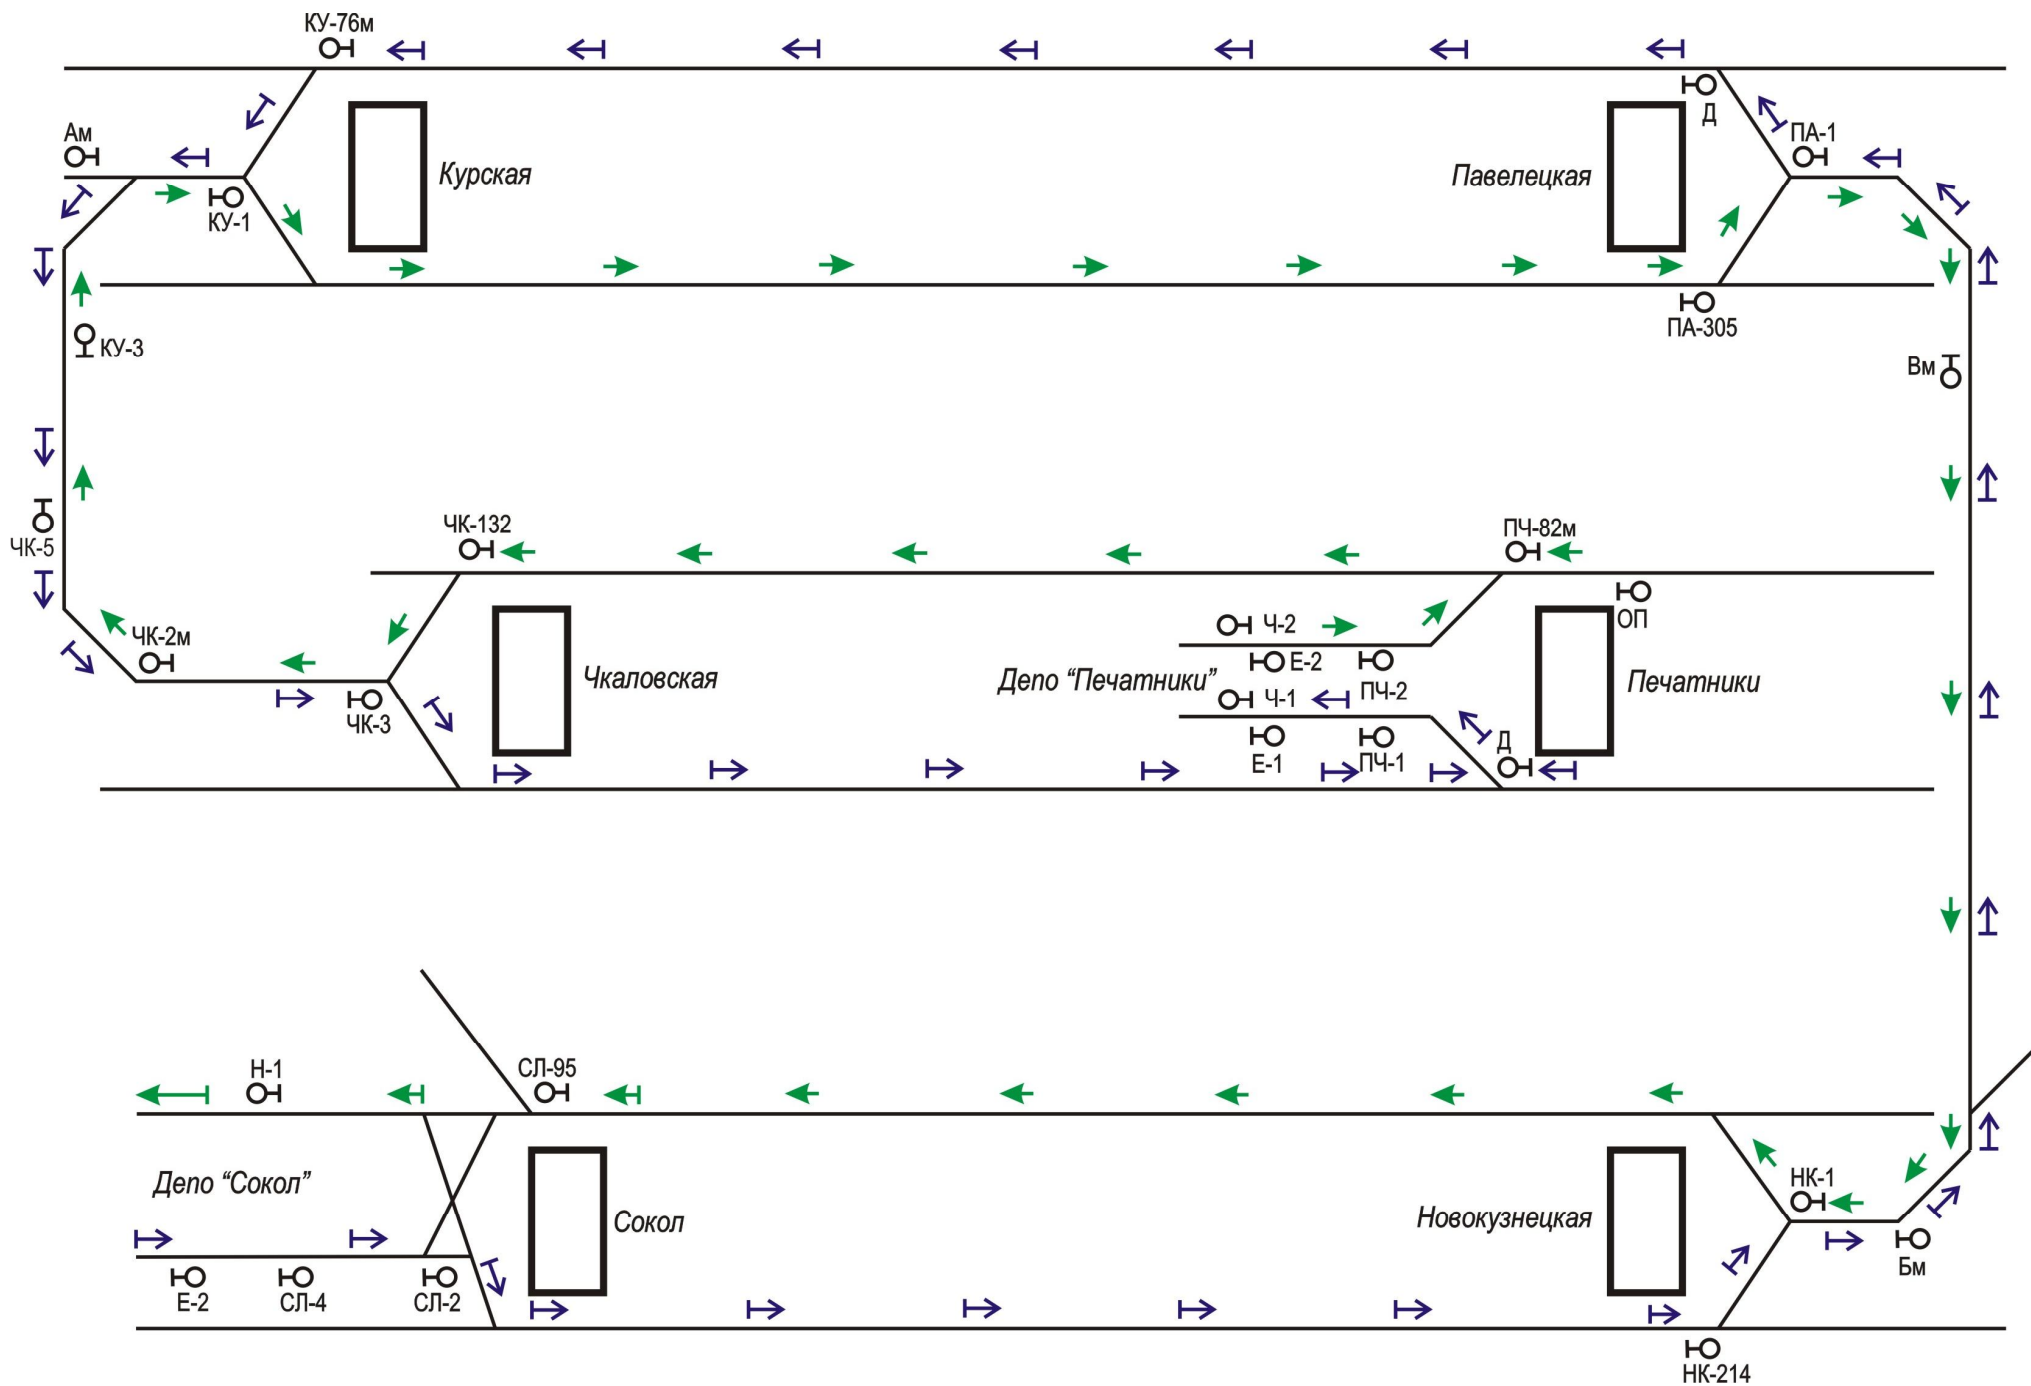 КУ-76м
Ам
КУ-1
Курская
Павелецкая
Д
ПА-1
КУ-3
ПА-305
Вм
ЧК-5
ЧК-132
ПЧ-82м
ОП
ЧК-2м
Ч-2
Е-2
ПЧ-2
Чкаловская
Депо “Печатники”
Печатники
ЧК-3
Ч-1
Е-1
ПЧ-1
Д
Н-1
СЛ-95
Депо “Сокол”
Сокол
Новокузнецкая
НК-1
Бм
Е-2
СЛ-4
СЛ-2
НК-214